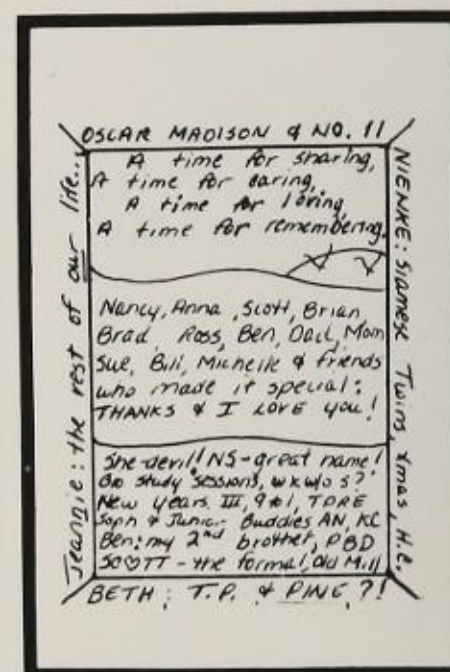 OSCAR MADISON & NO. 11
A time for sharing,
A time for caring,
A time for loving,
A time for remembering.
Nancy, Anna, Scott, Brian
Brad, Ross, Ben, Dad, Mom
Sue, Bill, Michelle & friends
who made it special:
THANKS & I LOVE you!
She-devil! NS-great name!
Bio study sessions, wkwlo s?
New Years III, 9 to 1, TDRE
Soph & Junior Buddies AN, KC
Ben: my 2nd brother, PBD
SCOTT - the formal, Old Mill
BETH: T.P. & PINE?!
Jeannie: the rest of our life...
NIENKE: Siamese Twins, Xmas, H.C.